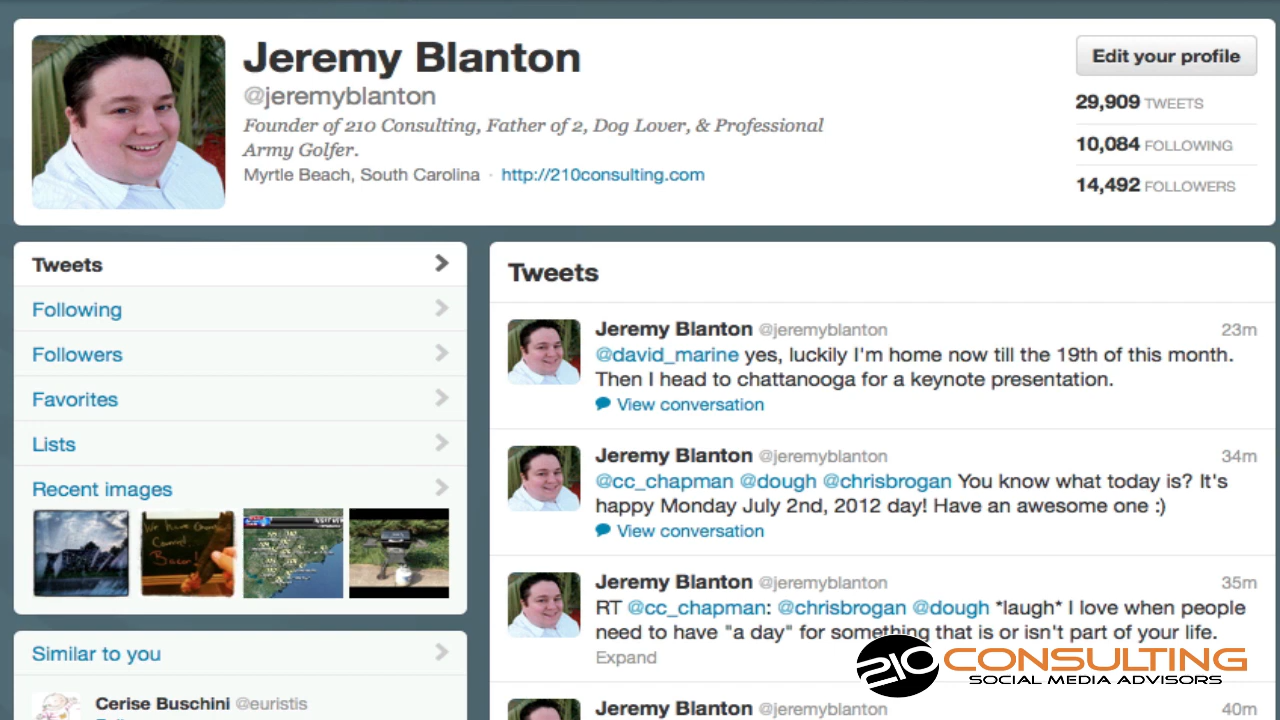 Jeremy Blanton
@jeremyblanton
Founder of 210 Consulting, Father of 2, Dog Lover, & Professional
Army Golfer.
Myrtle Beach, South Carolina · http://210consulting.com
Edit your profile
29,909 TWEETS
10,084 FOLLOWING
14,492 FOLLOWERS
Tweets
Following
Followers
Favorites
Lists
Recent images
We have
Covered
Bacon!
Similar to you
Cerise Buschini @euristis
Tweets
Jeremy Blanton @jeremyblanton 23m
@david_marine yes, luckily I'm home now till the 19th of this month.
Then I head to chattanooga for a keynote presentation.
View conversation
Jeremy Blanton @jeremyblanton 34m
@cc_chapman @dough @chrisbrogan You know what today is? It's
happy Monday July 2nd, 2012 day! Have an awesome one :)
View conversation
Jeremy Blanton @jeremyblanton 35m
RT @cc_chapman: @chrisbrogan @dough *laugh* I love when people
need to have "a day" for something that is or isn't part of your life.
Expand
Jeremy Blanton @jeremyblanton 40m
210 CONSULTING
SOCIAL MEDIA ADVISORS